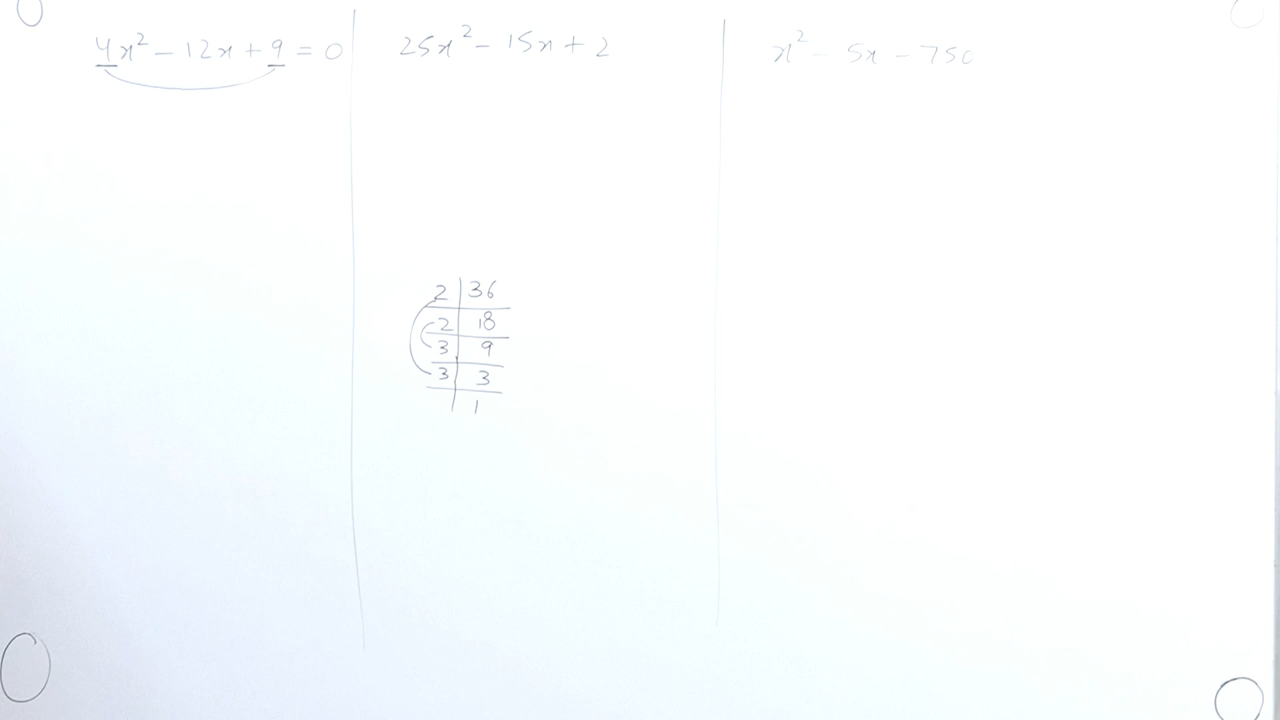 4x² - 12x + 9 = 0
25x² - 15x + 2
x² - 5x - 750
2 | 36
2 | 18
3 | 9
3 | 3
| 1